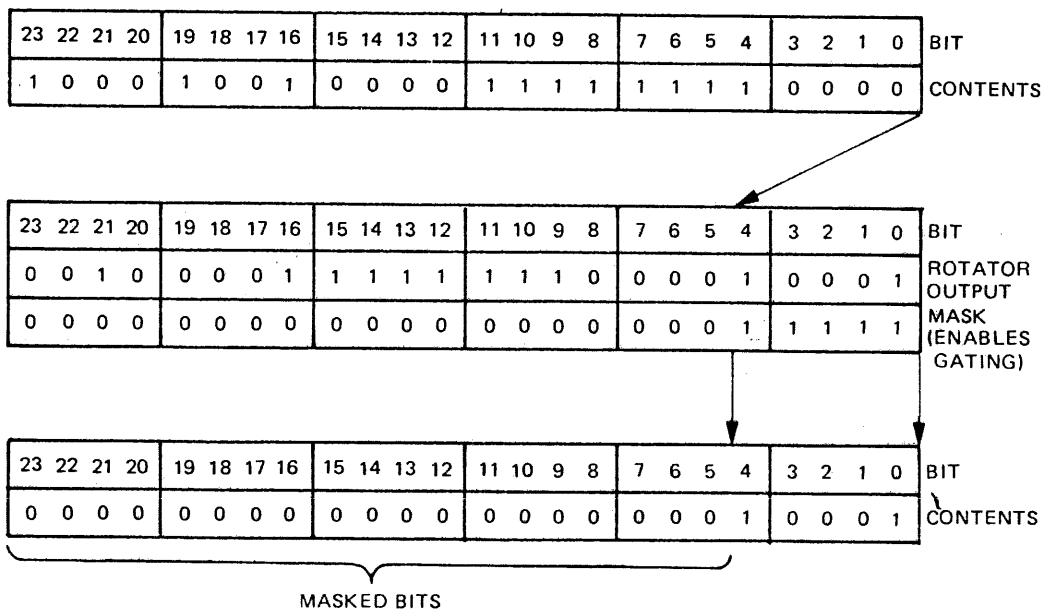 23 22 21 20 19 18 17 16 15 14 13 12 11 10 9 8 7 6 5 4 3 2 1 0 BIT
1 0 0 0 1 0 0 1 0 0 0 0 1 1 1 1 1 1 1 1 0 0 0 0 CONTENTS
23 22 21 20 19 18 17 16 15 14 13 12 11 10 9 8 7 6 5 4 3 2 1 0 BIT
0 0 1 0 0 0 0 1 1 1 1 1 1 1 1 0 0 0 0 1 0 0 0 1 ROTATOR
OUTPUT
0 0 0 0 0 0 0 0 0 0 0 0 0 0 0 0 0 0 0 1 1 1 1 1 MASK
(ENABLES
GATING)
23 22 21 20 19 18 17 16 15 14 13 12 11 10 9 8 7 6 5 4 3 2 1 0 BIT
0 0 0 0 0 0 0 0 0 0 0 0 0 0 0 0 0 0 0 1 0 0 0 1 CONTENTS
MASKED BITS